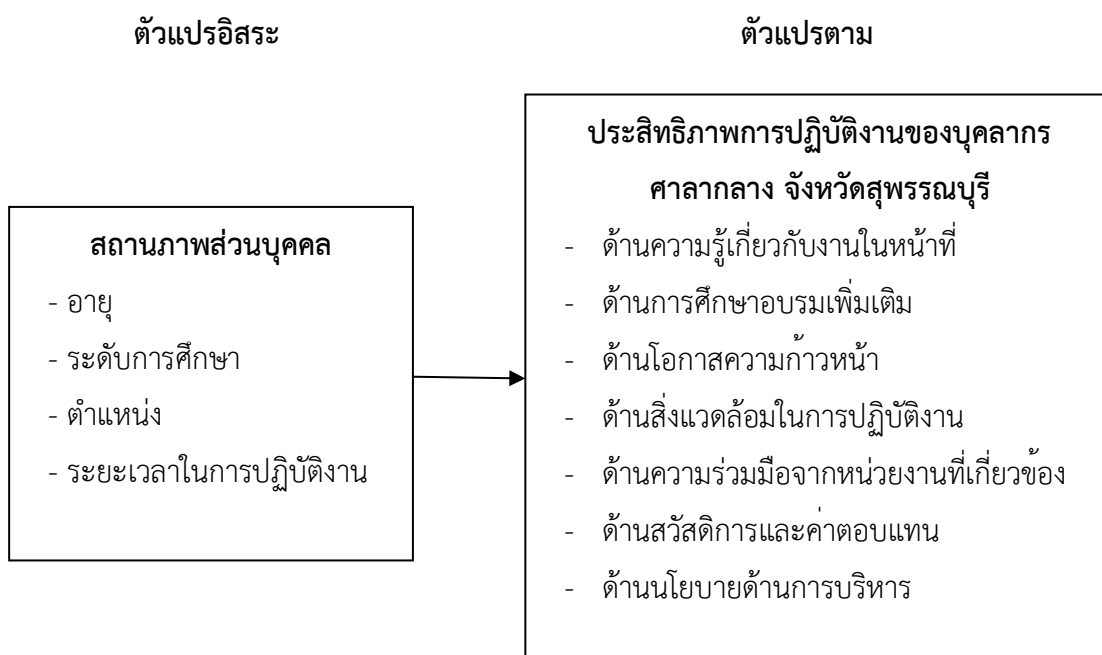 ตัวแปรอิสระ
ตัวแปรตาม
สถานภาพส่วนบุคคล
- อายุ
- ระดับการศึกษา
- ตำแหน่ง
- ระยะเวลาในการปฏิบัติงาน
ประสิทธิภาพการปฏิบัติงานของบุคลากร
ศาลากลาง จังหวัดสุพรรณบุรี
- ด้านความรู้เกี่ยวกับงานในหน้าที่
- ด้านการศึกษาอบรมเพิ่มเติม
- ด้านโอกาสความก้าวหน้า
- ด้านสิ่งแวดล้อมในการปฏิบัติงาน
- ด้านความร่วมมือจากหน่วยงานที่เกี่ยวข้อง
- ด้านสวัสดิการและค่าตอบแทน
- ด้านนโยบายด้านการบริหาร